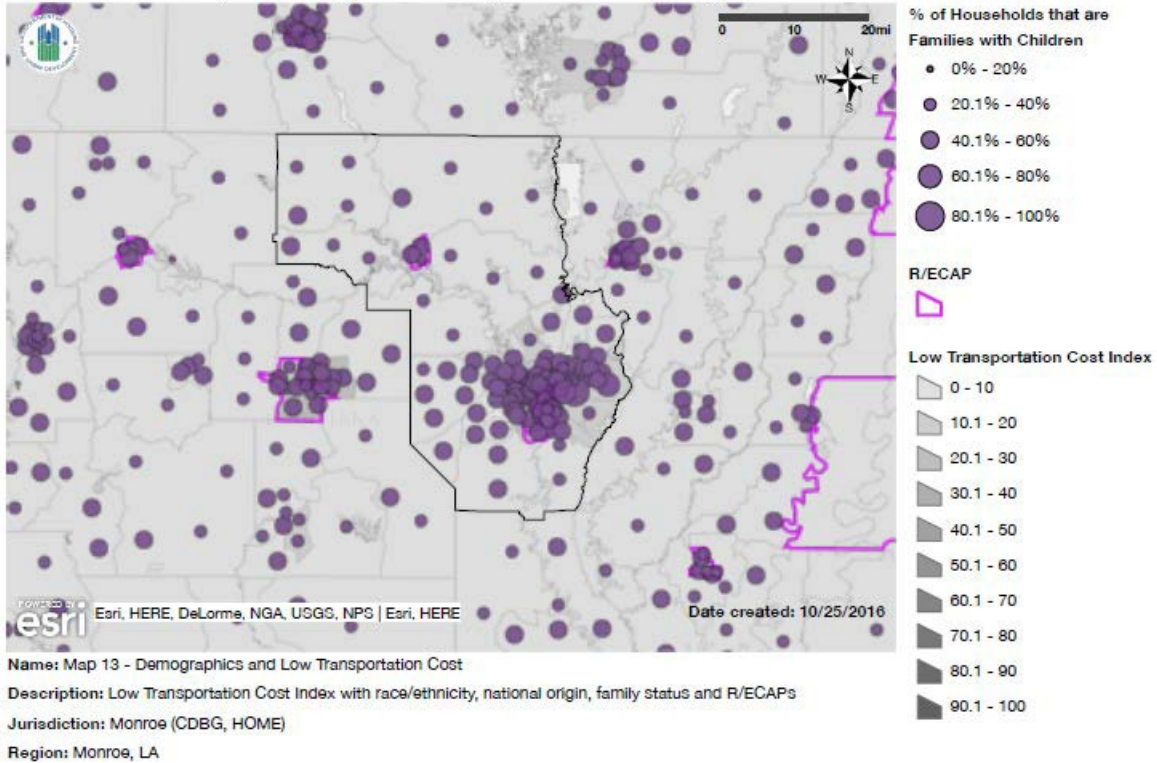 0 10 20mi
N
W E
S
% of Households that are
Families with Children
0% - 20%
20.1% - 40%
40.1% - 60%
60.1% - 80%
80.1% - 100%
R/ECAP
Low Transportation Cost Index
0 - 10
10.1 - 20
20.1 - 30
30.1 - 40
40.1 - 50
50.1 - 60
60.1 - 70
70.1 - 80
80.1 - 90
90.1 - 100
POWERED BY
esri
Esri, HERE, DeLorme, NGA, USGS, NPS | Esri, HERE
Date created: 10/25/2016
Name: Map 13 - Demographics and Low Transportation Cost
Description: Low Transportation Cost Index with race/ethnicity, national origin, family status and R/ECAPs
Jurisdiction: Monroe (CDBG, HOME)
Region: Monroe, LA